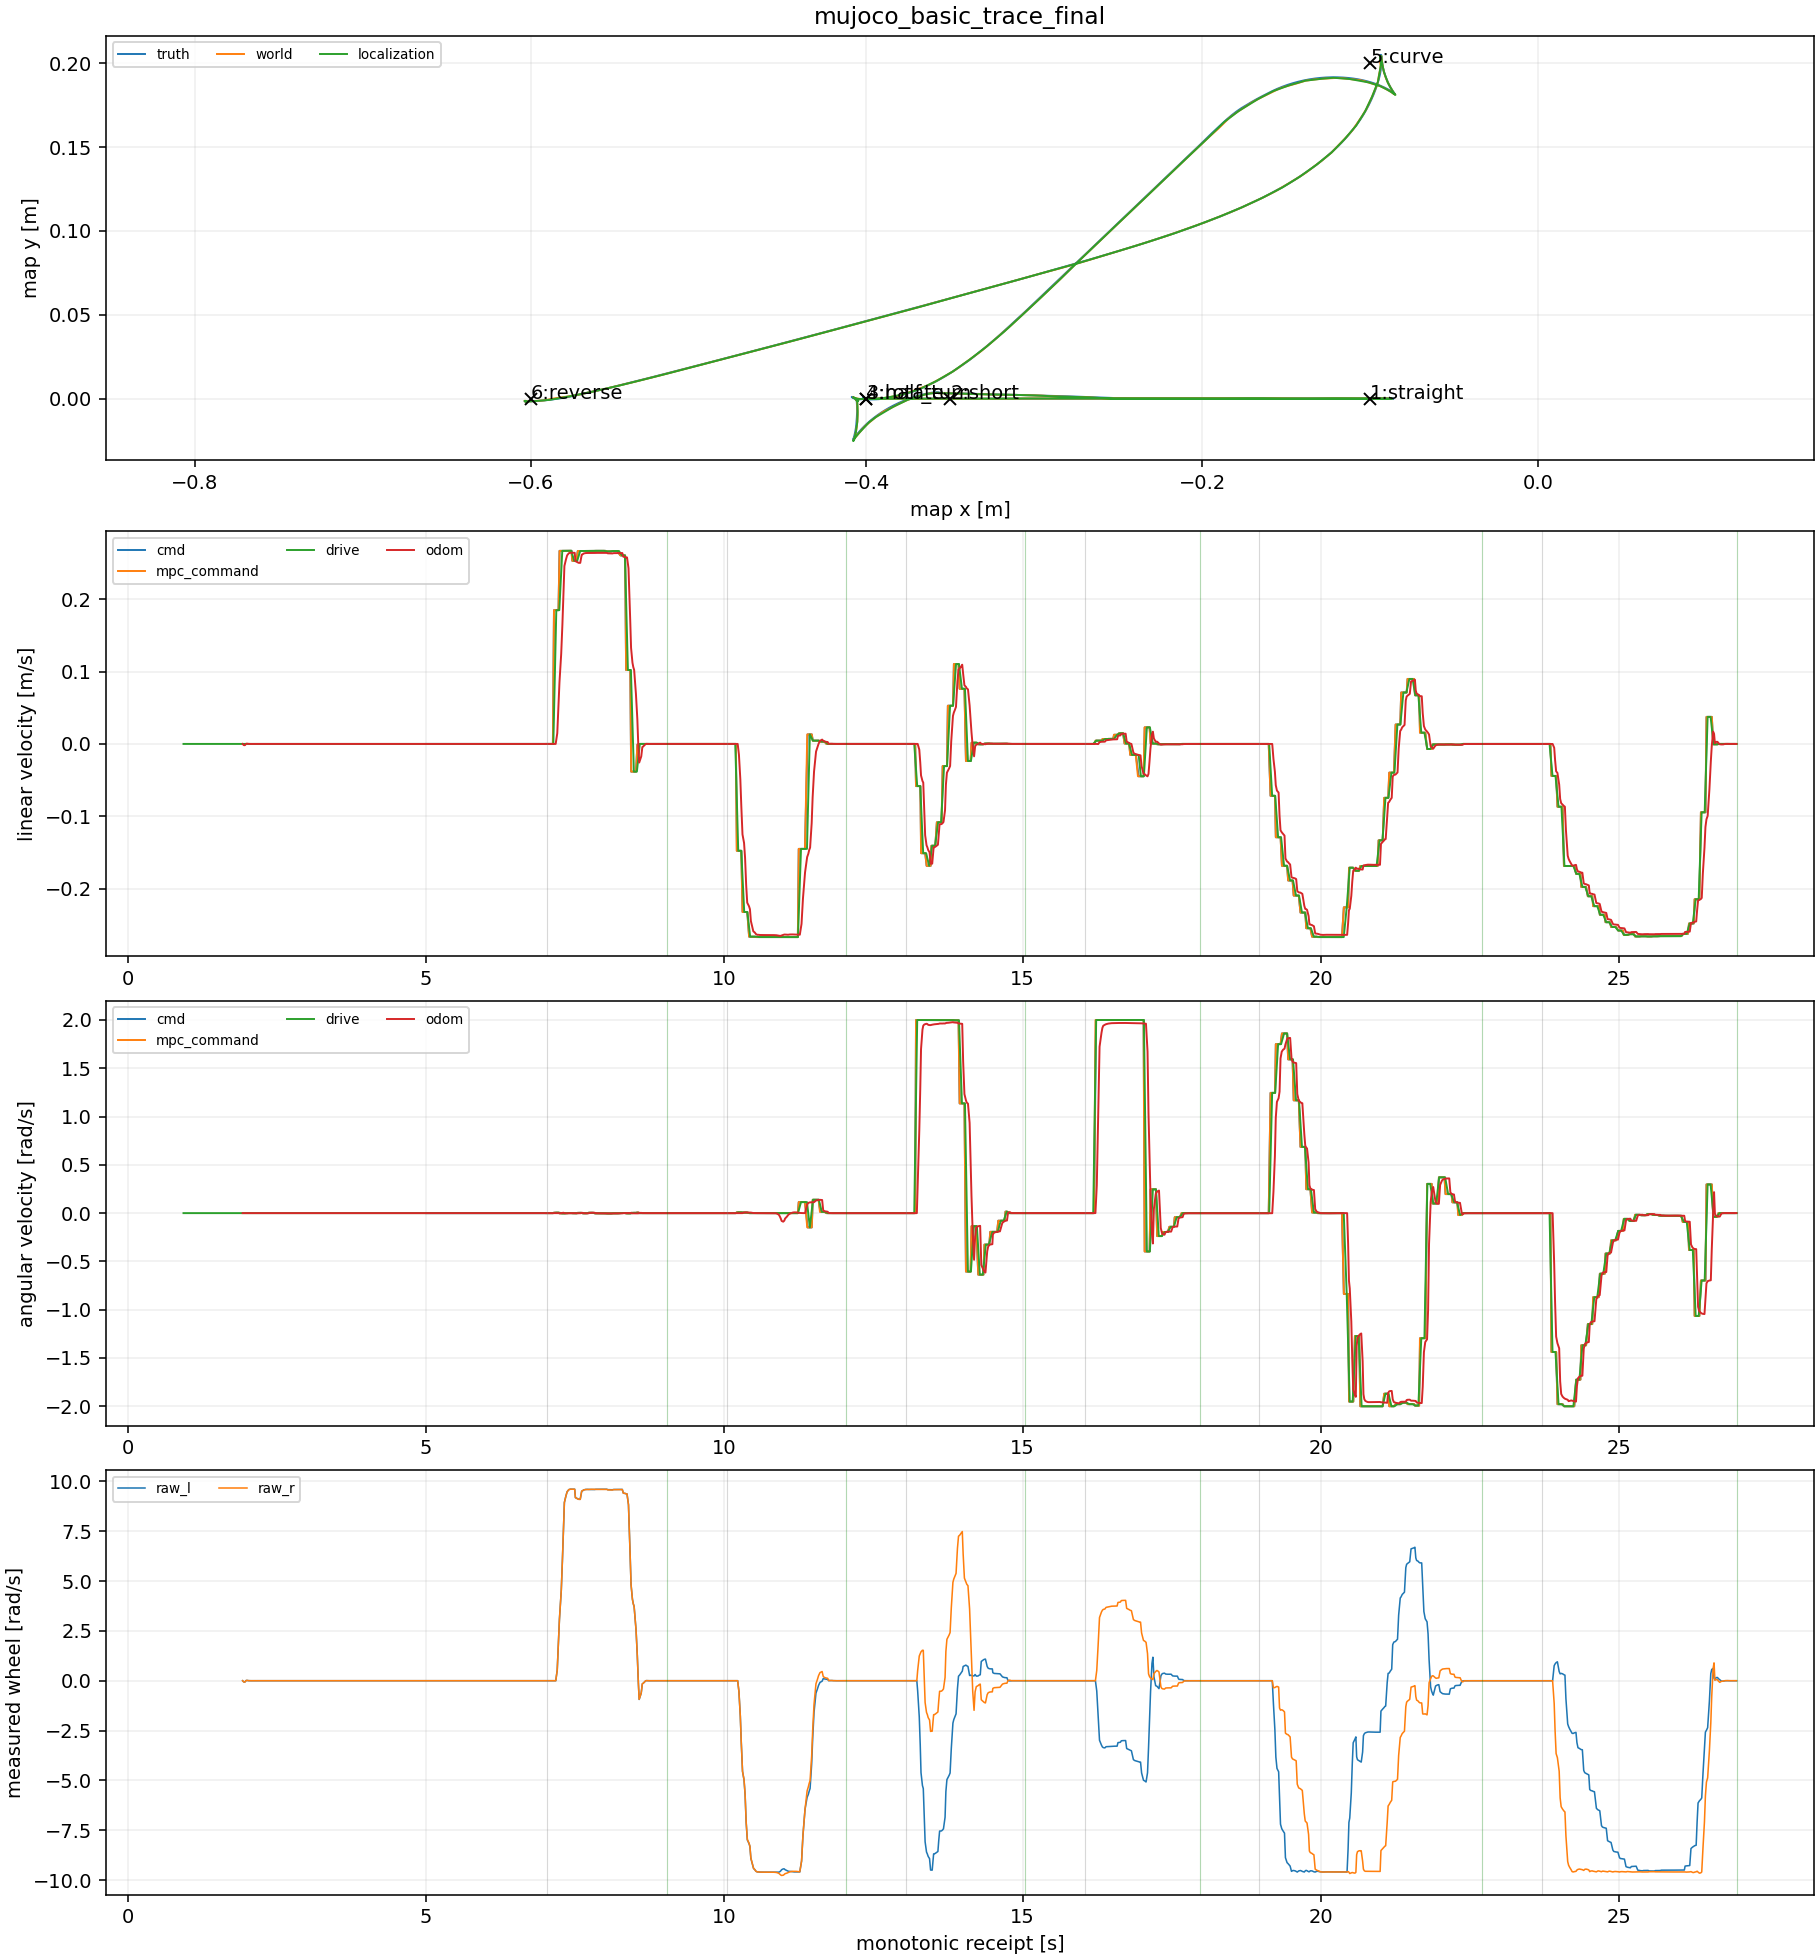 mujoco_basic_trace_final
truth world localization
map y [m]
0.20
0.15
0.10
0.05
0.00
5:curve
6:reverse
1:straight
−0.8 −0.6 −0.4 −0.2 0.0
map x [m]
linear velocity [m/s]
cmd drive odom
mpc_command
0.2
0.1
0.0
−0.1
−0.2
0 5 10 15 20 25
angular velocity [rad/s]
cmd drive odom
mpc_command
2.0
1.5
1.0
0.5
0.0
−0.5
−1.0
−1.5
−2.0
0 5 10 15 20 25
measured wheel [rad/s]
raw_l raw_r
10.0
7.5
5.0
2.5
0.0
−2.5
−5.0
−7.5
−10.0
0 5 10 15 20 25
monotonic receipt [s]